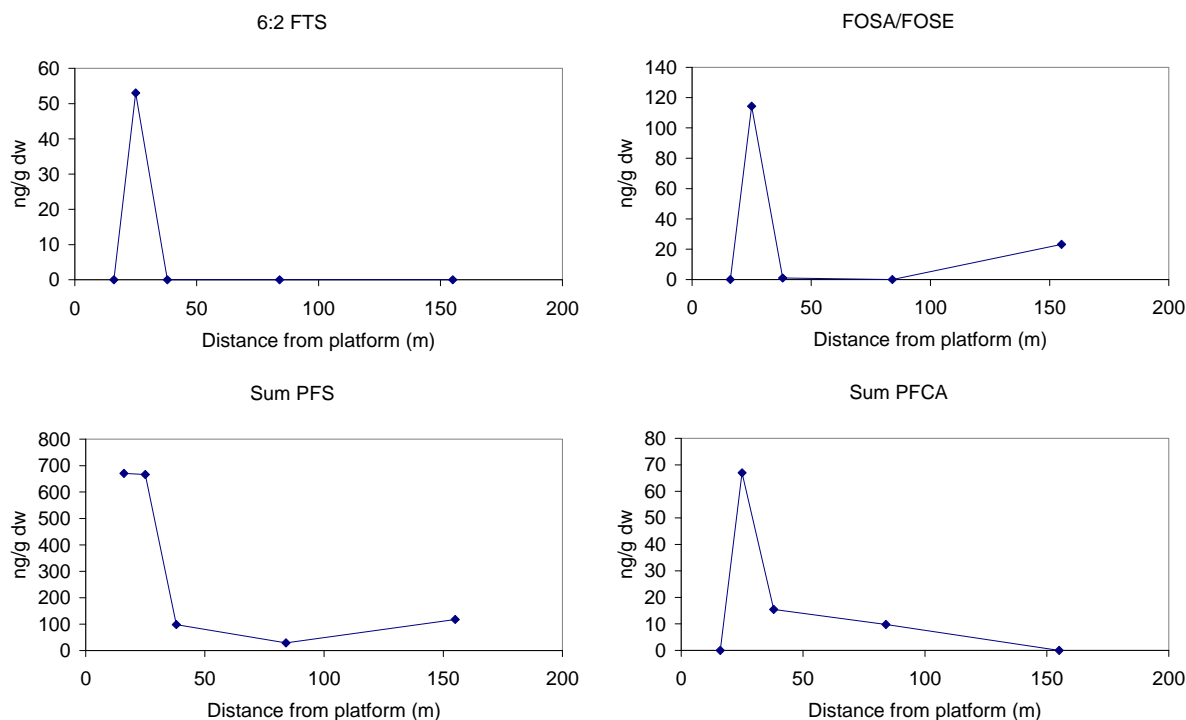 6:2 FTS
60
50
40
30
20
10
0
ng/g dw
0 50 100 150 200
Distance from platform (m)
FOSA/FOSE
140
120
100
80
60
40
20
0
ng/g dw
0 50 100 150 200
Distance from platform (m)
Sum PFS
800
700
600
500
400
300
200
100
0
ng/g dw
0 50 100 150 200
Distance from platform (m)
Sum PFCA
80
70
60
50
40
30
20
10
0
ng/g dw
0 50 100 150 200
Distance from platform (m)